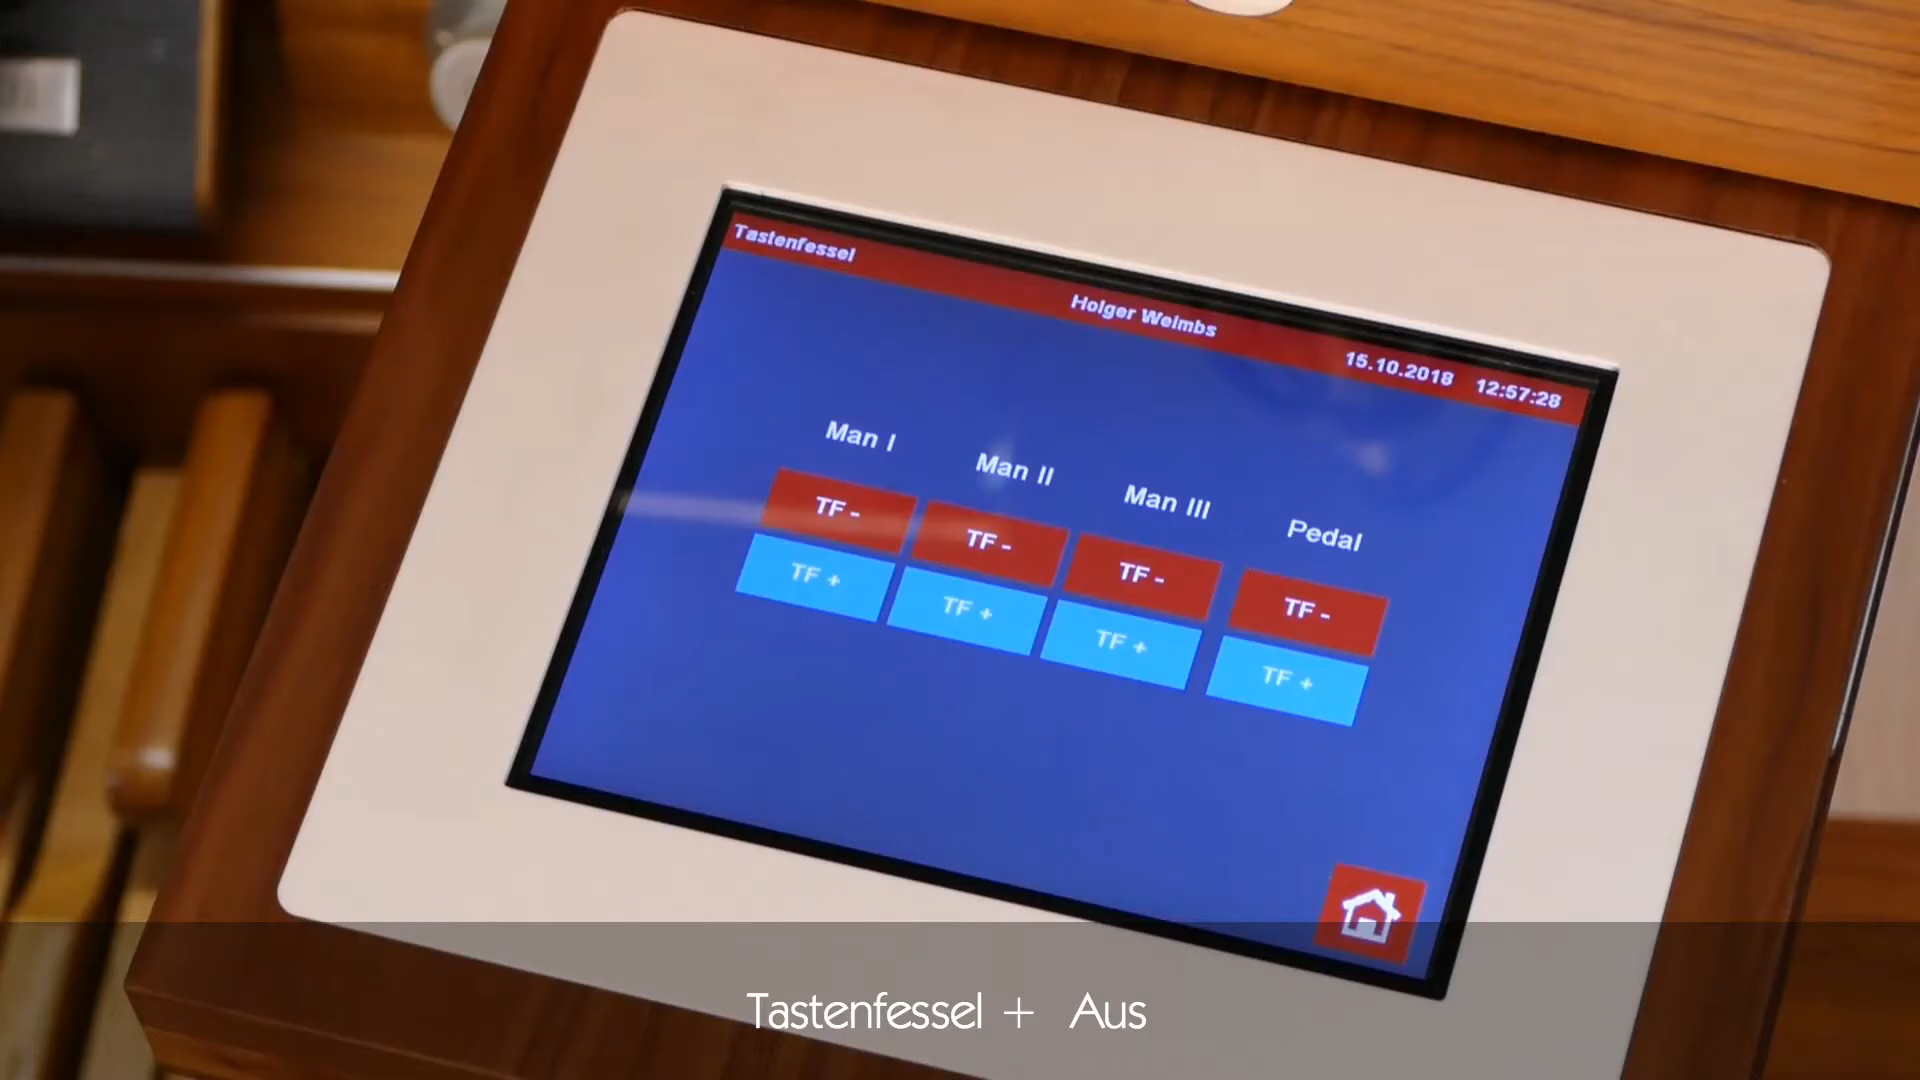 Tastenfessel
Holger Weimbs
15.10.2018 12:57:28
Man I Man II Man III Pedal
TF - TF - TF - TF -
TF + TF + TF + TF +
Tastenfessel + Aus